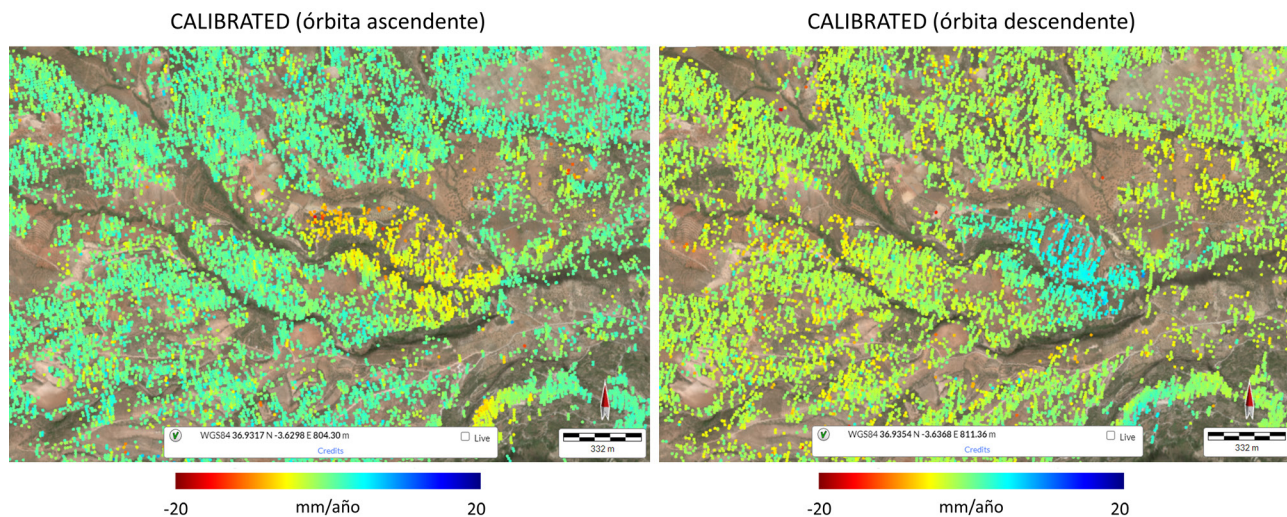 CALIBRATED (órbita ascendente)
CALIBRATED (órbita descendente)
WGS84 36.9317 N -3.6298 E 804.30 m
Live
Credits
332 m
WGS84 36.9354 N -3.6368 E 811.36 m
Live
Credits
332 m
-20
mm/año
20
-20
mm/año
20